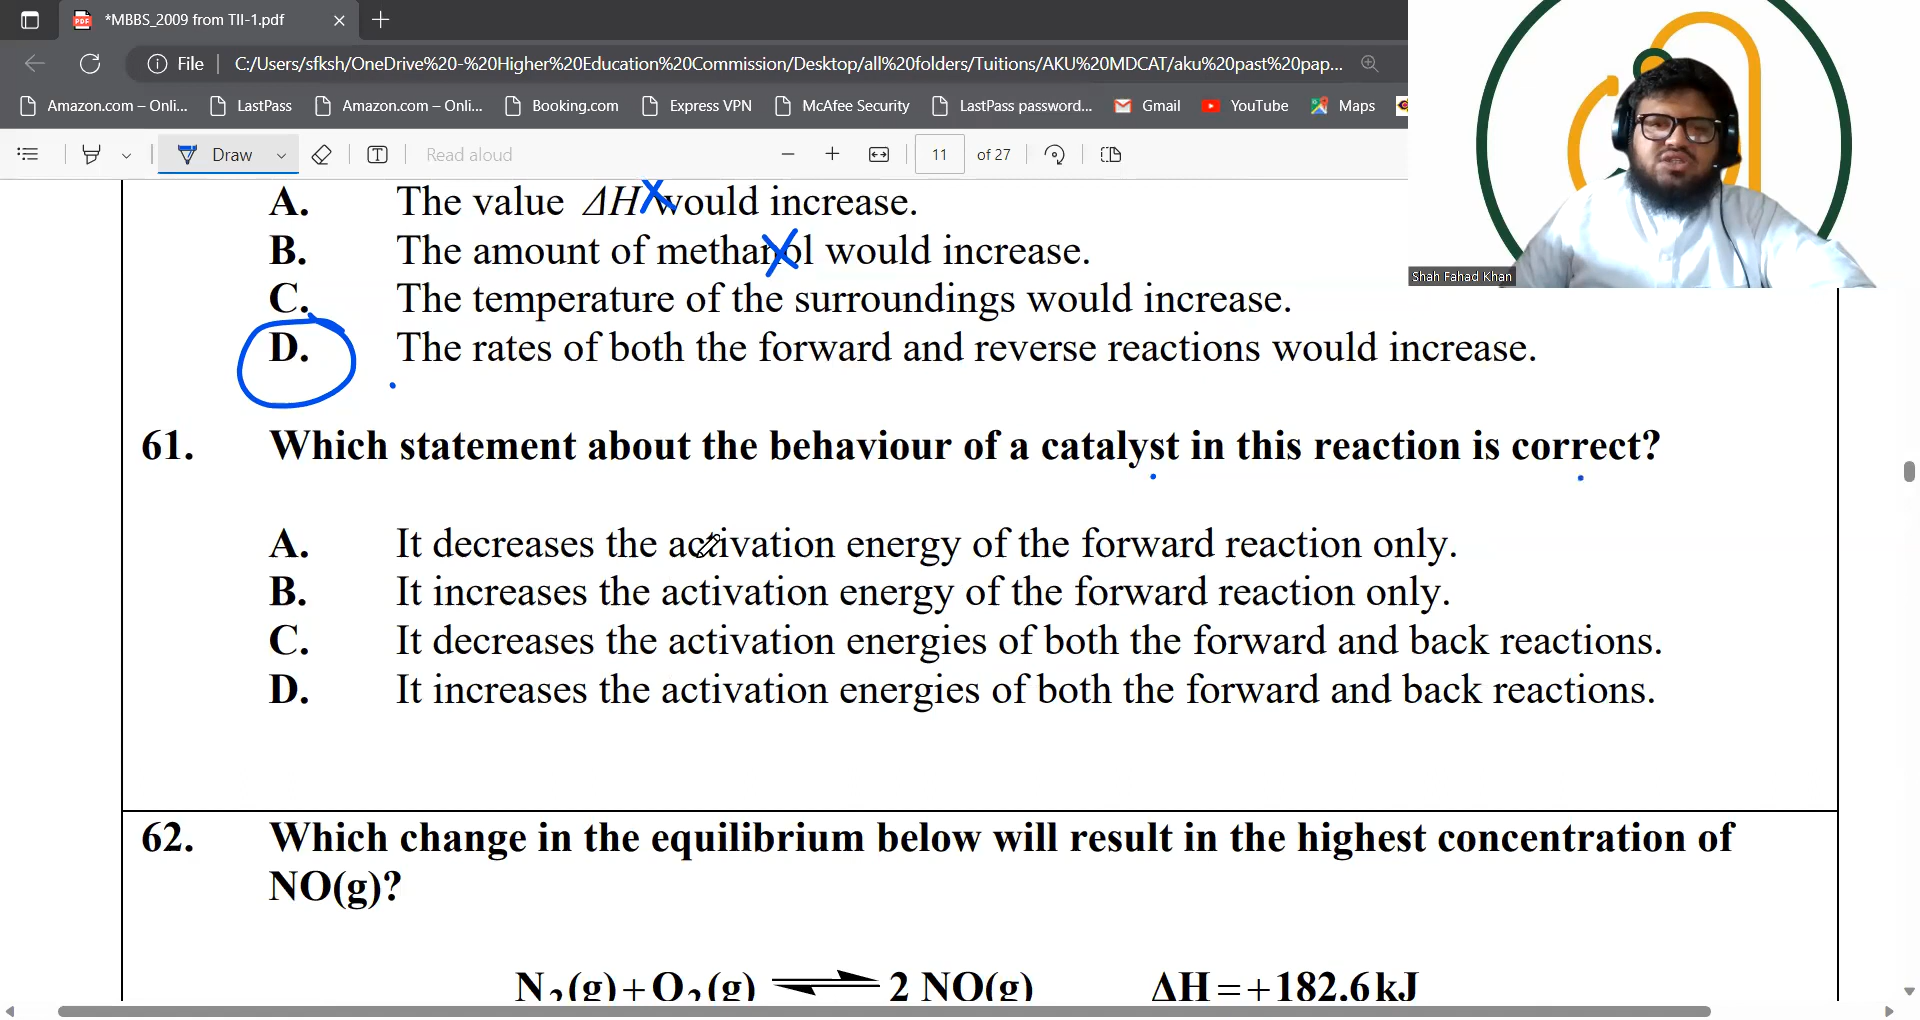 *MBBS_2009 from TII-1.pdf
File
C:/Users/sfksh/OneDrive%20-%20Higher%20Education%20Commission/Desktop/all%20folders/Tuitions/AKU%20MDCAT/aku%20past%20pap...
Amazon.com – Onli... LastPass Amazon.com – Onli... Booking.com Express VPN McAfee Security LastPass password... Gmail YouTube Maps
Draw Read aloud 11 of 27
Shah Fahad Khan
A. The value ΔH would increase.
B. The amount of methanol would increase.
C. The temperature of the surroundings would increase.
D. The rates of both the forward and reverse reactions would increase.
61. Which statement about the behaviour of a catalyst in this reaction is correct?
A. It decreases the activation energy of the forward reaction only.
B. It increases the activation energy of the forward reaction only.
C. It decreases the activation energies of both the forward and back reactions.
D. It increases the activation energies of both the forward and back reactions.
62. Which change in the equilibrium below will result in the highest concentration of
NO(g)?
N₂(g)+O₂(g) ⇌ 2 NO(g) ΔH=+182.6kJ